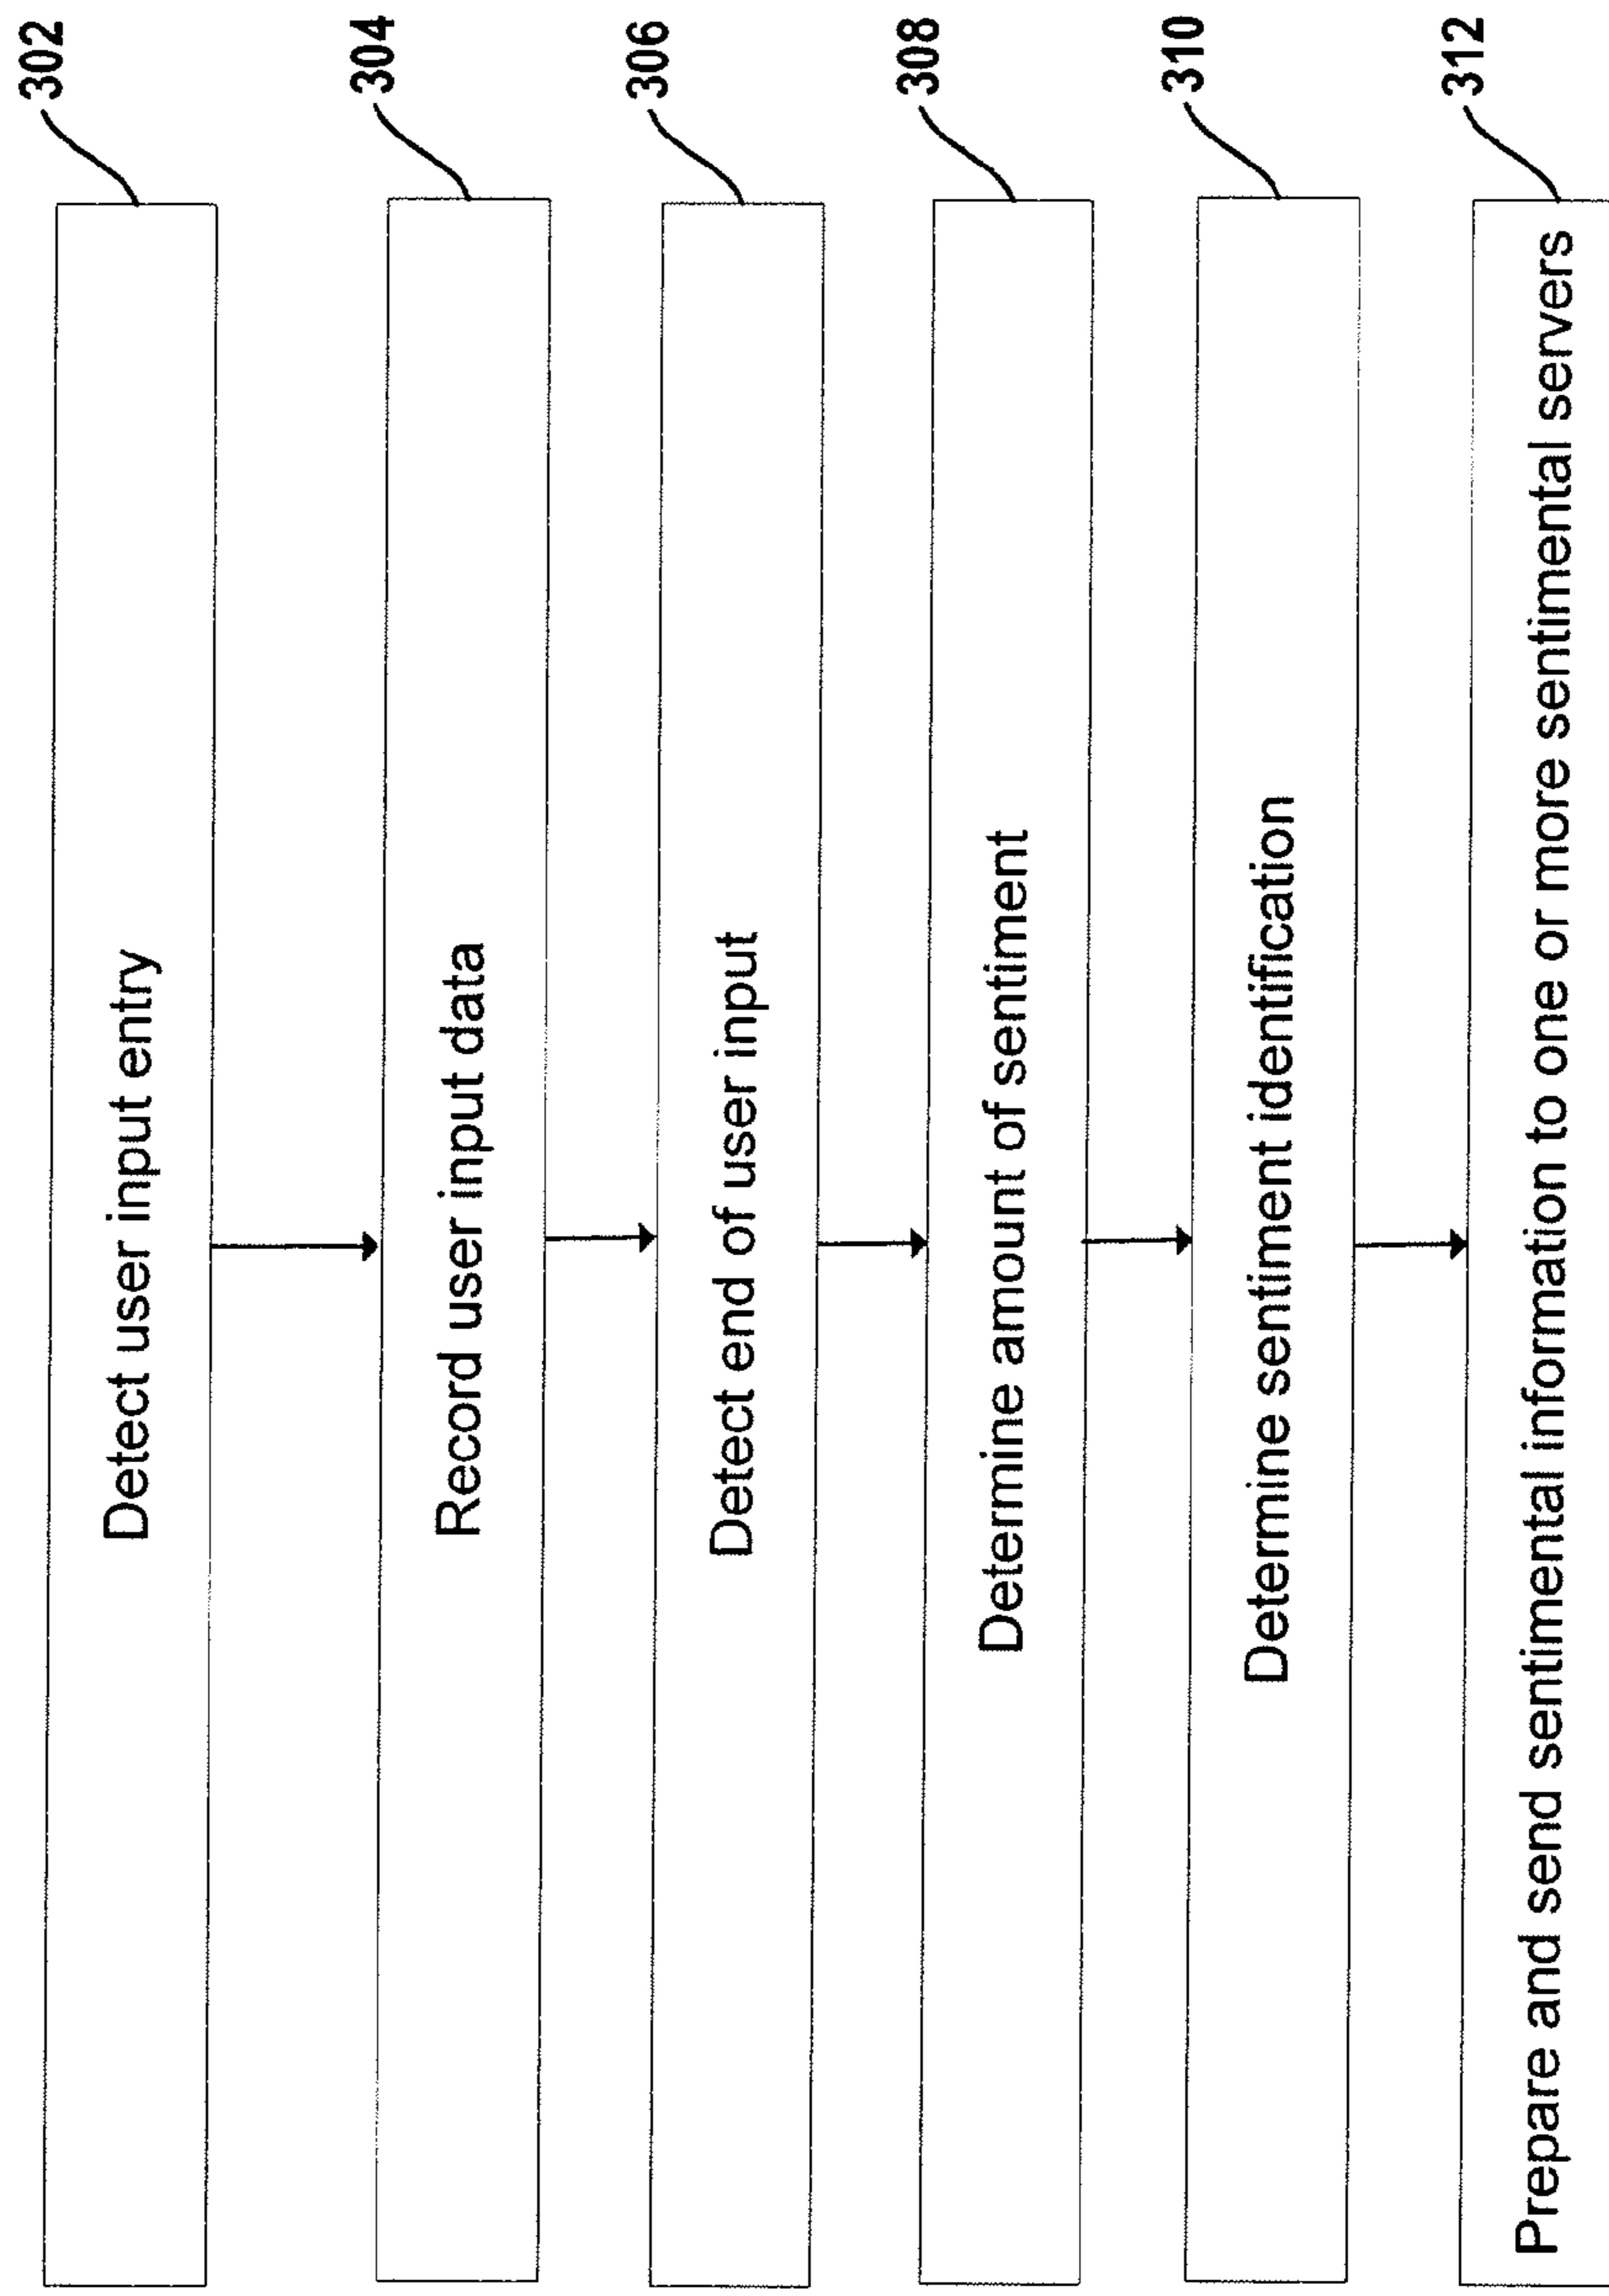 302
Detect user input entry
304
Record user input data
306
Detect end of user input
308
Determine amount of sentiment
310
Determine sentiment identification
312
Prepare and send sentimental information to one or more sentimental servers